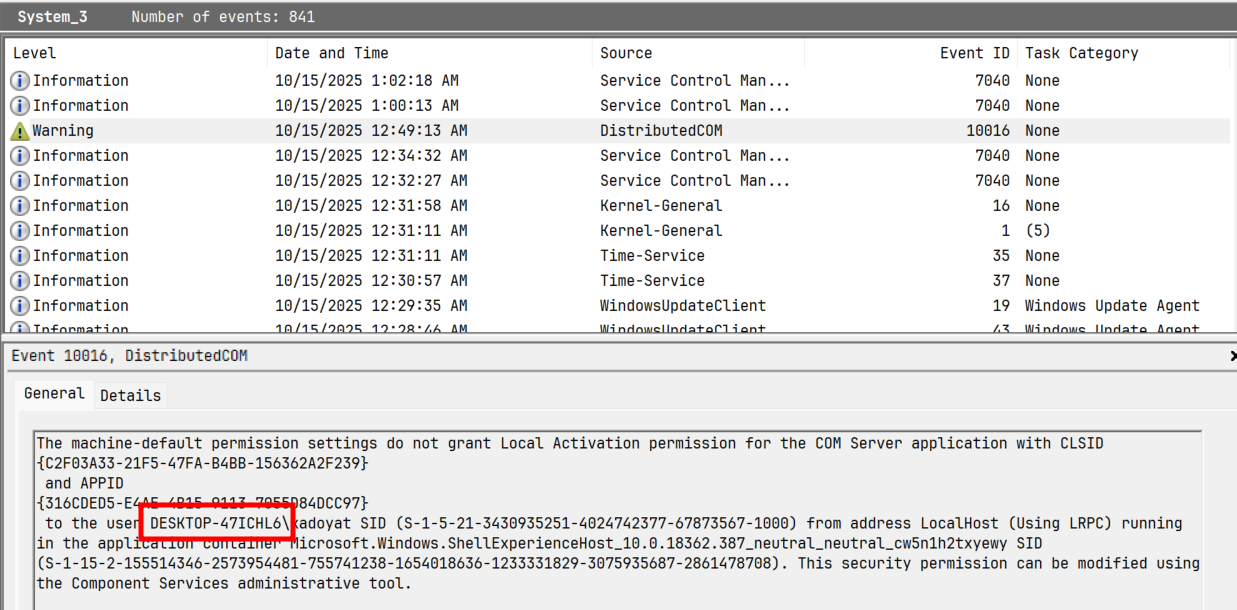 System_3 Number of events: 841
Level Date and Time Source Event ID Task Category
Information 10/15/2025 1:02:18 AM Service Control Man... 7040 None
Information 10/15/2025 1:00:13 AM Service Control Man... 7040 None
Warning 10/15/2025 12:49:13 AM DistributedCOM 10016 None
Information 10/15/2025 12:34:32 AM Service Control Man... 7040 None
Information 10/15/2025 12:32:27 AM Service Control Man... 7040 None
Information 10/15/2025 12:31:58 AM Kernel-General 16 None
Information 10/15/2025 12:31:11 AM Kernel-General 1 (5)
Information 10/15/2025 12:31:11 AM Time-Service 35 None
Information 10/15/2025 12:30:57 AM Time-Service 37 None
Information 10/15/2025 12:29:35 AM WindowsUpdateClient 19 Windows Update Agent
Information 10/15/2025 12:28:46 AM WindowsUpdateClient 43 Windows Update Agent
Event 10016, DistributedCOM
General Details
The machine-default permission settings do not grant Local Activation permission for the COM Server application with CLSID
{C2F03A33-21F5-47FA-B4BB-156362A2F239}
and APPID
{316CDED5-E4AE-4B15-9113-7055D84DCC97}
to the user DESKTOP-47ICHL6\kadoyat SID (S-1-5-21-3430935251-4024742377-67873567-1000) from address LocalHost (Using LRPC) running
in the application container Microsoft.Windows.ShellExperienceHost_10.0.18362.387_neutral_neutral_cw5n1h2txyewy SID
(S-1-15-2-155514346-2573954481-755741238-1654018636-1233331829-3075935687-2861478708). This security permission can be modified using
the Component Services administrative tool.